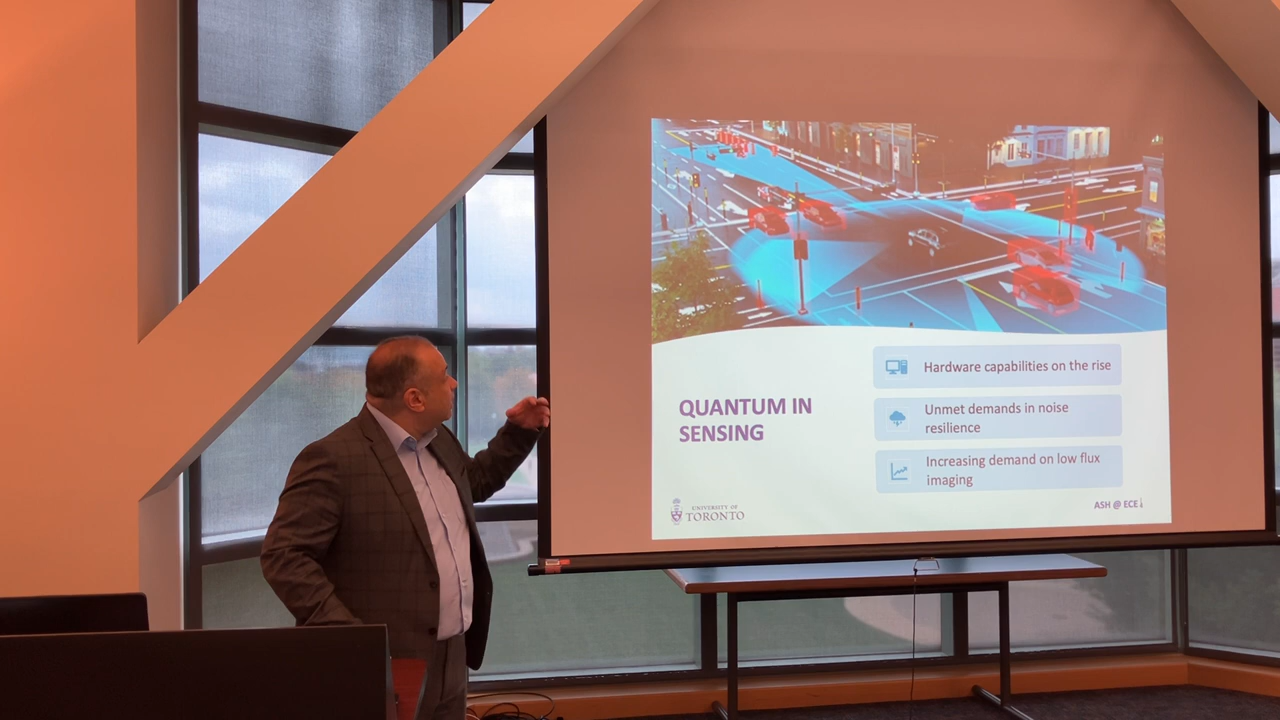 QUANTUM IN
SENSING
Hardware capabilities on the rise
Unmet demands in noise
resilience
Increasing demand on low flux
imaging
UNIVERSITY OF
TORONTO
ASH @ ECE